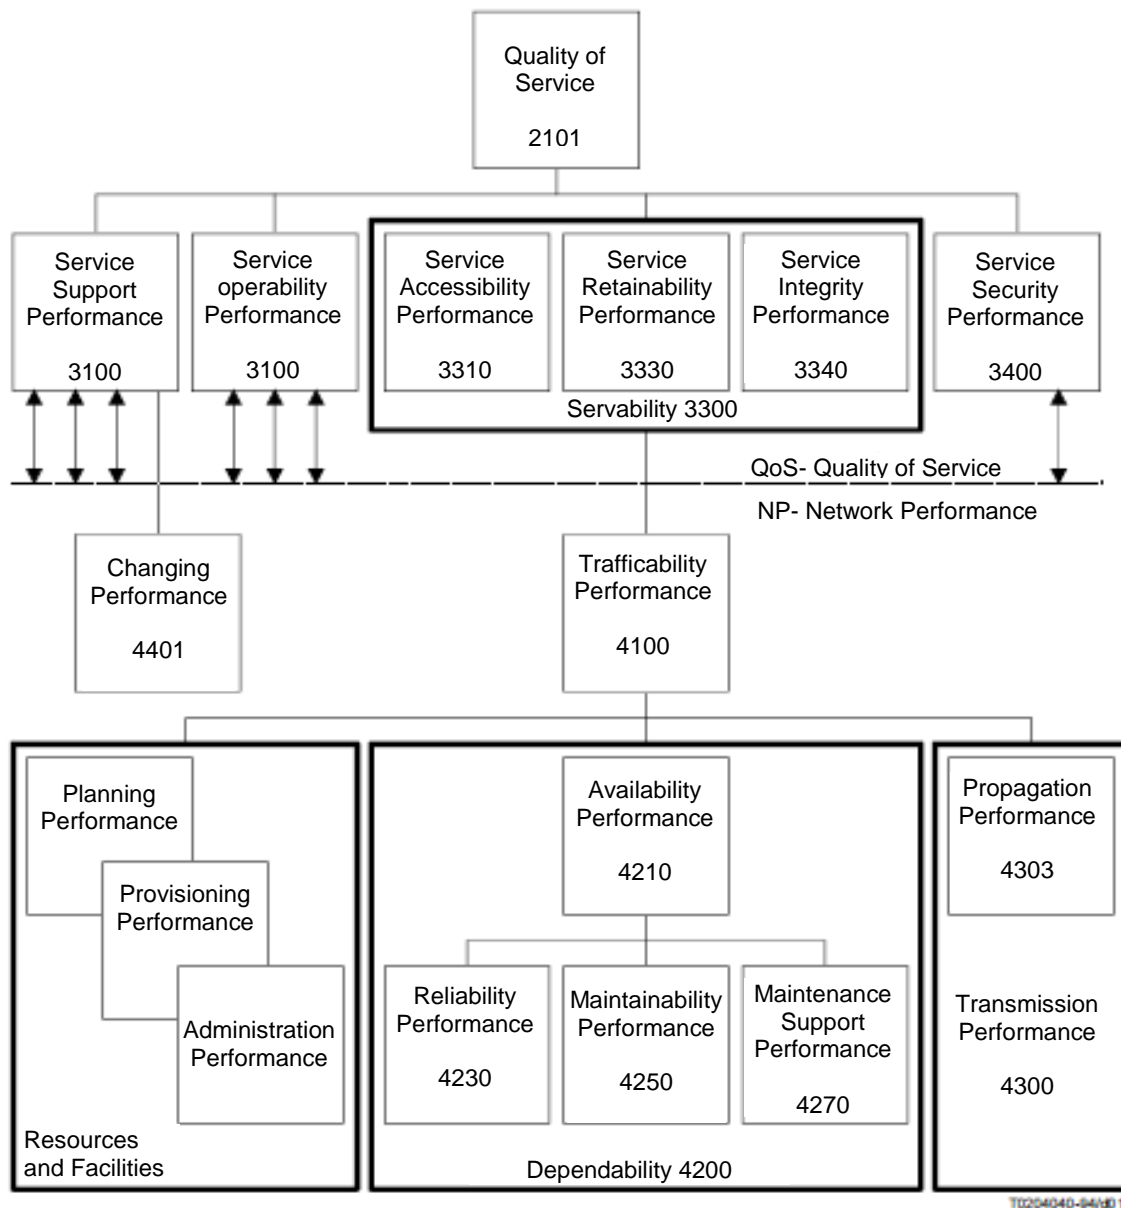 Quality of
Service
2101
Service
Support
Performance
3100
Service
operability
Performance
3100
Service
Accessibility
Performance
3310
Service
Retainability
Performance
3330
Service
Integrity
Performance
3340
Service
Security
Performance
3400
Servability 3300
QoS- Quality of Service
NP- Network Performance
Changing
Performance
4401
Trafficability
Performance
4100
Planning
Performance
Provisioning
Performance
Administration
Performance
Resources
and Facilities
Availability
Performance
4210
Reliability
Performance
4230
Maintainability
Performance
4250
Maintenance
Support
Performance
4270
Dependability 4200
Propagation
Performance
4303
Transmission
Performance
4300
T0204040-94/d01